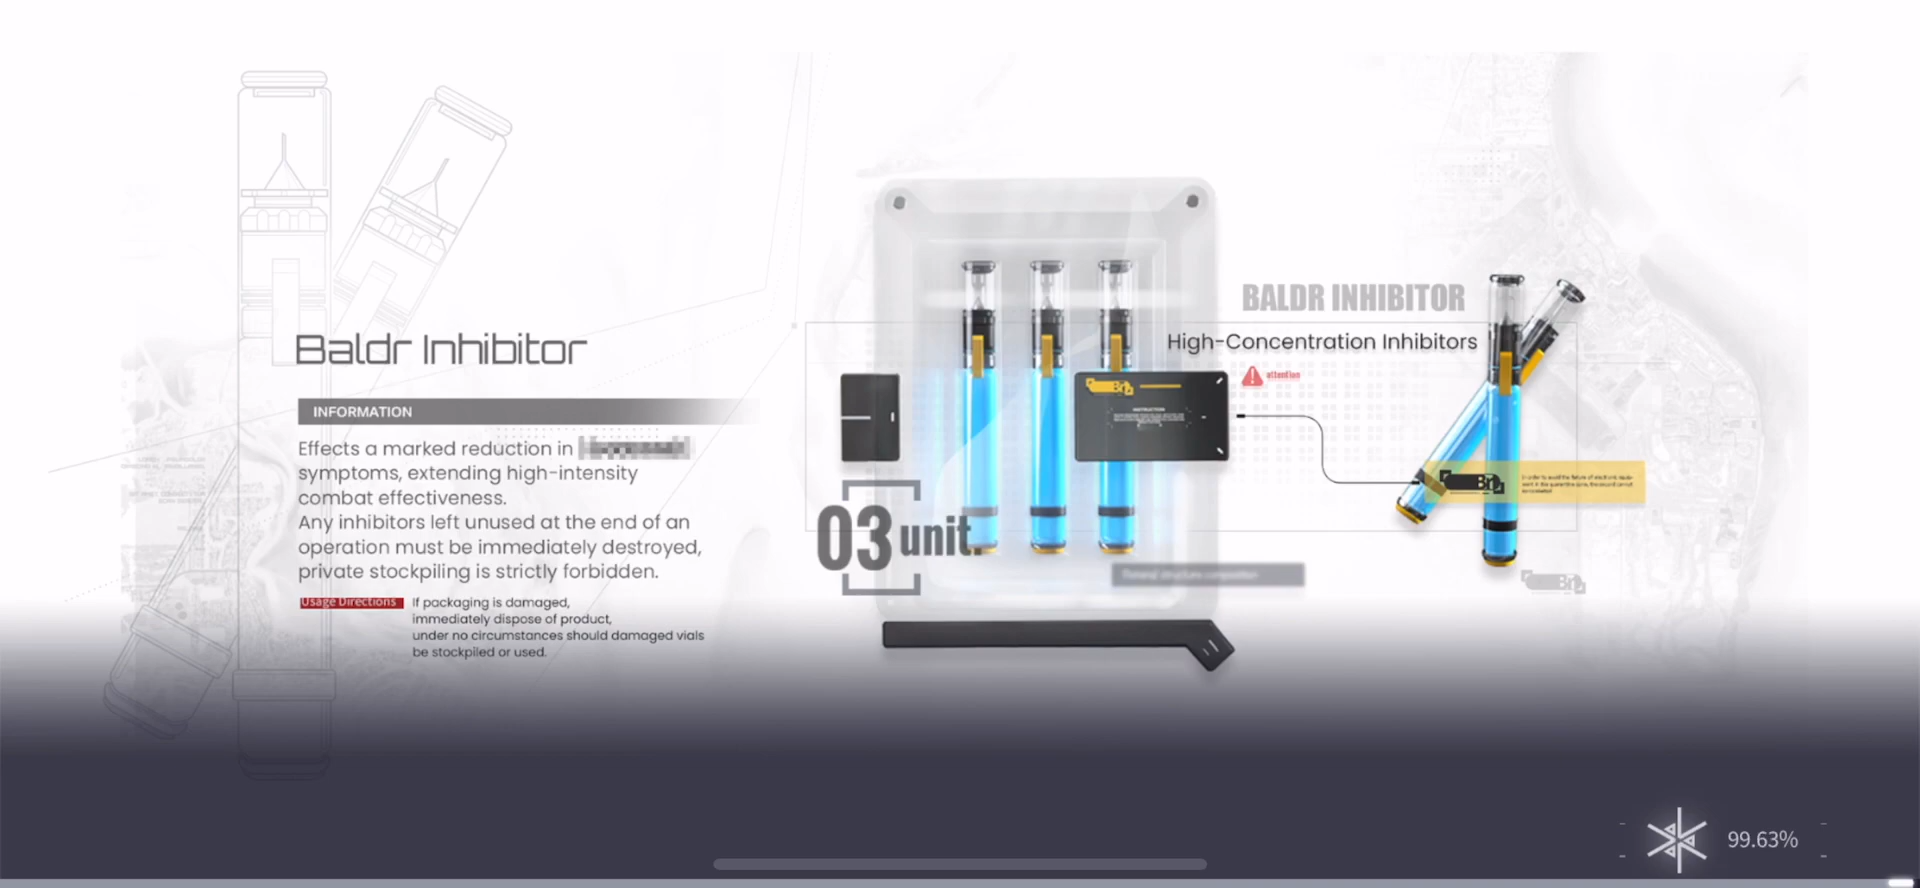 Baldr Inhibitor
INFORMATION
Effects a marked reduction in
symptoms, extending high-intensity
combat effectiveness.
Any inhibitors left unused at the end of an
operation must be immediately destroyed,
private stockpiling is strictly forbidden.
Usage Directions
If packaging is damaged,
immediately dispose of product,
under no circumstances should damaged vials
be stockpiled or used.
03 unit.
INSTRUCTION
BALDR INHIBITOR
High-Concentration Inhibitors
attention
99.63%